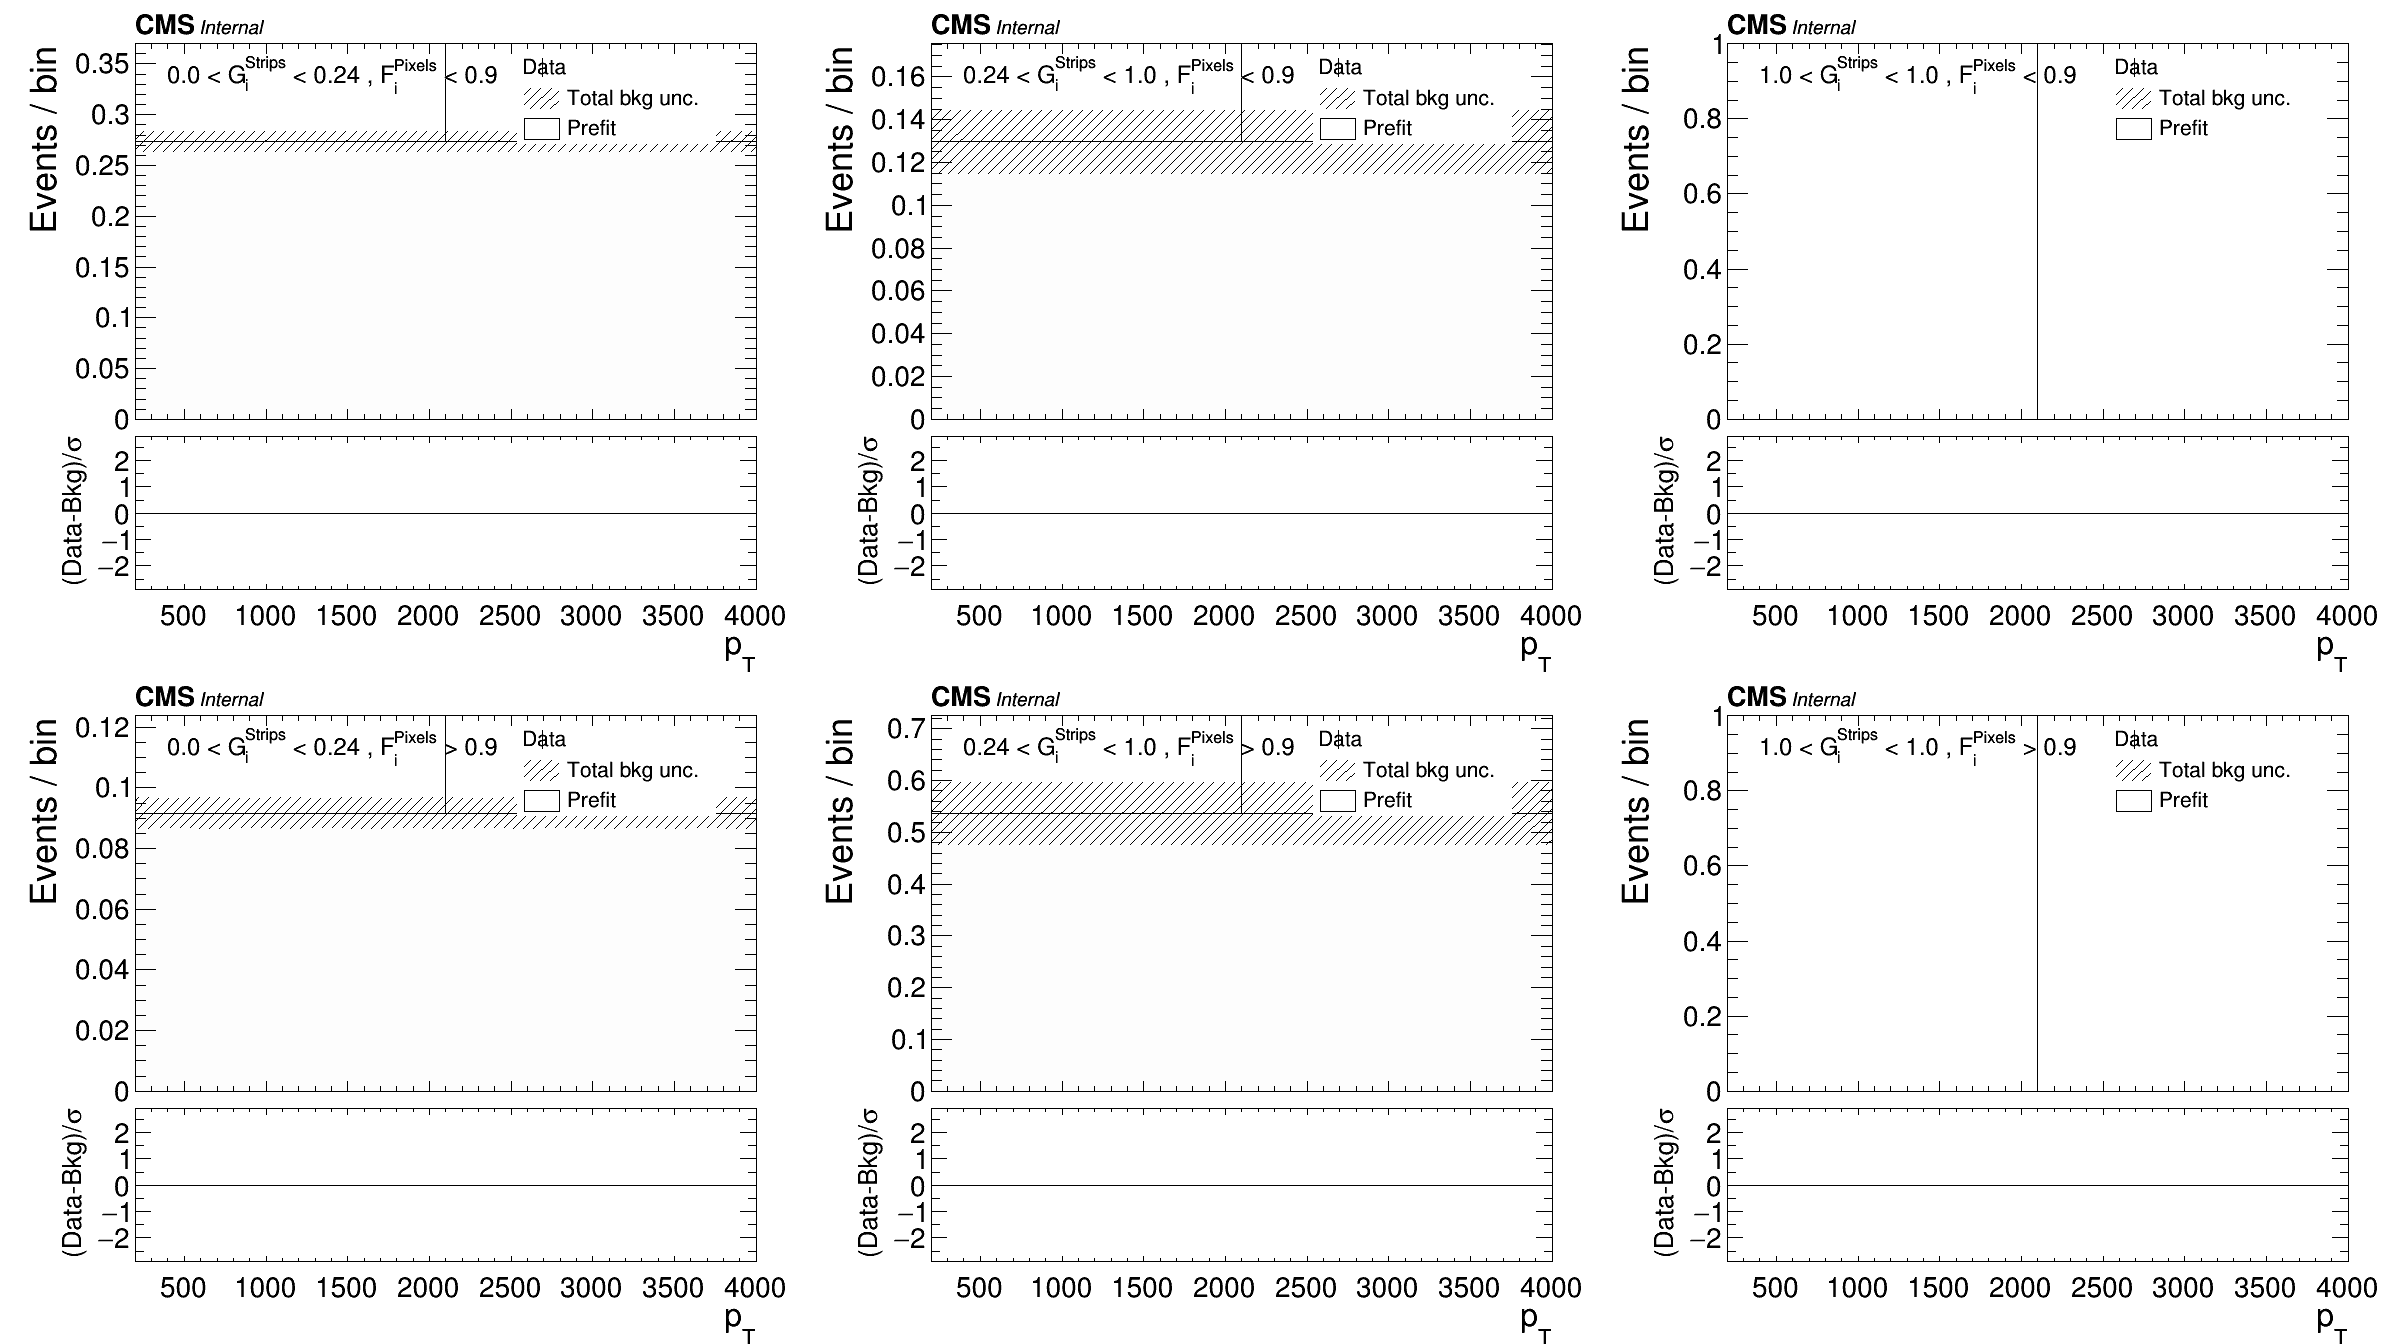 CMS Internal
Events / bin
0.0 < G_i^Strips < 0.24 , F_i^Pixels < 0.9
Data
Total bkg unc.
Prefit
0.35
0.3
0.25
0.2
0.15
0.1
0.05
0
(Data-Bkg)/σ
2
1
0
−1
−2
500 1000 1500 2000 2500 3000 3500 4000
p_T
CMS Internal
Events / bin
0.24 < G_i^Strips < 1.0 , F_i^Pixels < 0.9
Data
Total bkg unc.
Prefit
0.16
0.14
0.12
0.1
0.08
0.06
0.04
0.02
0
(Data-Bkg)/σ
2
1
0
−1
−2
500 1000 1500 2000 2500 3000 3500 4000
p_T
CMS Internal
Events / bin
1.0 < G_i^Strips < 1.0 , F_i^Pixels < 0.9
Data
Total bkg unc.
Prefit
1
0.8
0.6
0.4
0.2
0
(Data-Bkg)/σ
2
1
0
−1
−2
500 1000 1500 2000 2500 3000 3500 4000
p_T
CMS Internal
Events / bin
0.0 < G_i^Strips < 0.24 , F_i^Pixels > 0.9
Data
Total bkg unc.
Prefit
0.12
0.1
0.08
0.06
0.04
0.02
0
(Data-Bkg)/σ
2
1
0
−1
−2
500 1000 1500 2000 2500 3000 3500 4000
p_T
CMS Internal
Events / bin
0.24 < G_i^Strips < 1.0 , F_i^Pixels > 0.9
Data
Total bkg unc.
Prefit
0.7
0.6
0.5
0.4
0.3
0.2
0.1
0
(Data-Bkg)/σ
2
1
0
−1
−2
500 1000 1500 2000 2500 3000 3500 4000
p_T
CMS Internal
Events / bin
1.0 < G_i^Strips < 1.0 , F_i^Pixels > 0.9
Data
Total bkg unc.
Prefit
1
0.8
0.6
0.4
0.2
0
(Data-Bkg)/σ
2
1
0
−1
−2
500 1000 1500 2000 2500 3000 3500 4000
p_T